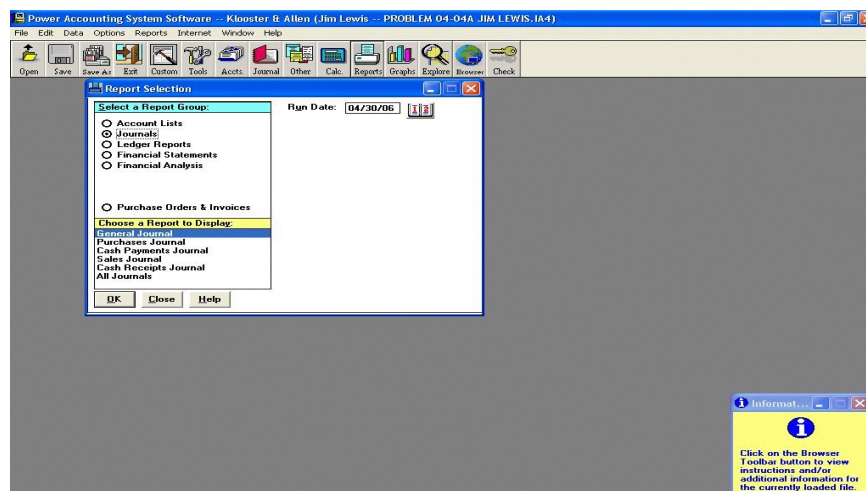 Power Accounting System Software -- Klooster & Allen (Jim Lewis -- PROBLEM 04-04A JIM LEWIS.IA4)
File Edit Data Options Reports Internet Window Help
Open Save Save As Exit Custom Tools Accts. Journal Other Calc. Reports Graphs Explore Browser Check
Report Selection
Select a Report Group:
Run Date: 04/30/06
Account Lists
Journals
Ledger Reports
Financial Statements
Financial Analysis
Purchase Orders & Invoices
Choose a Report to Display:
General Journal
Purchases Journal
Cash Payments Journal
Sales Journal
Cash Receipts Journal
All Journals
OK Close Help
Informat...
Click on the Browser
Toolbar button to view
instructions and/or
additional information for
the currently loaded file.